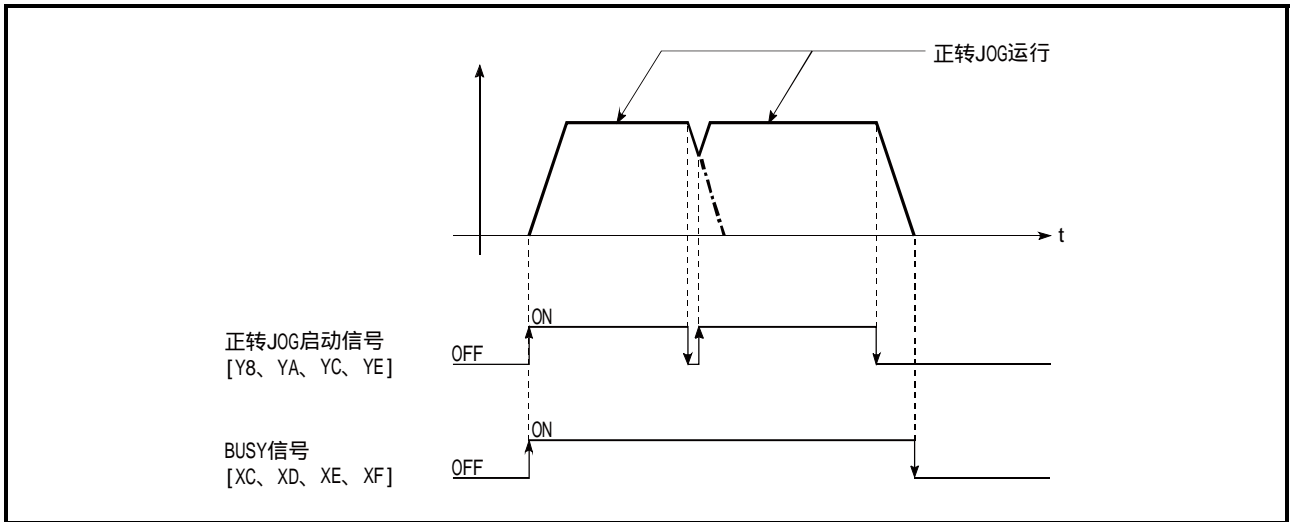 正转JOG运行
t
ON
正转JOG启动信号
OFF
[Y8、YA、YC、YE]
ON
BUSY信号
OFF
[XC、XD、XE、XF]